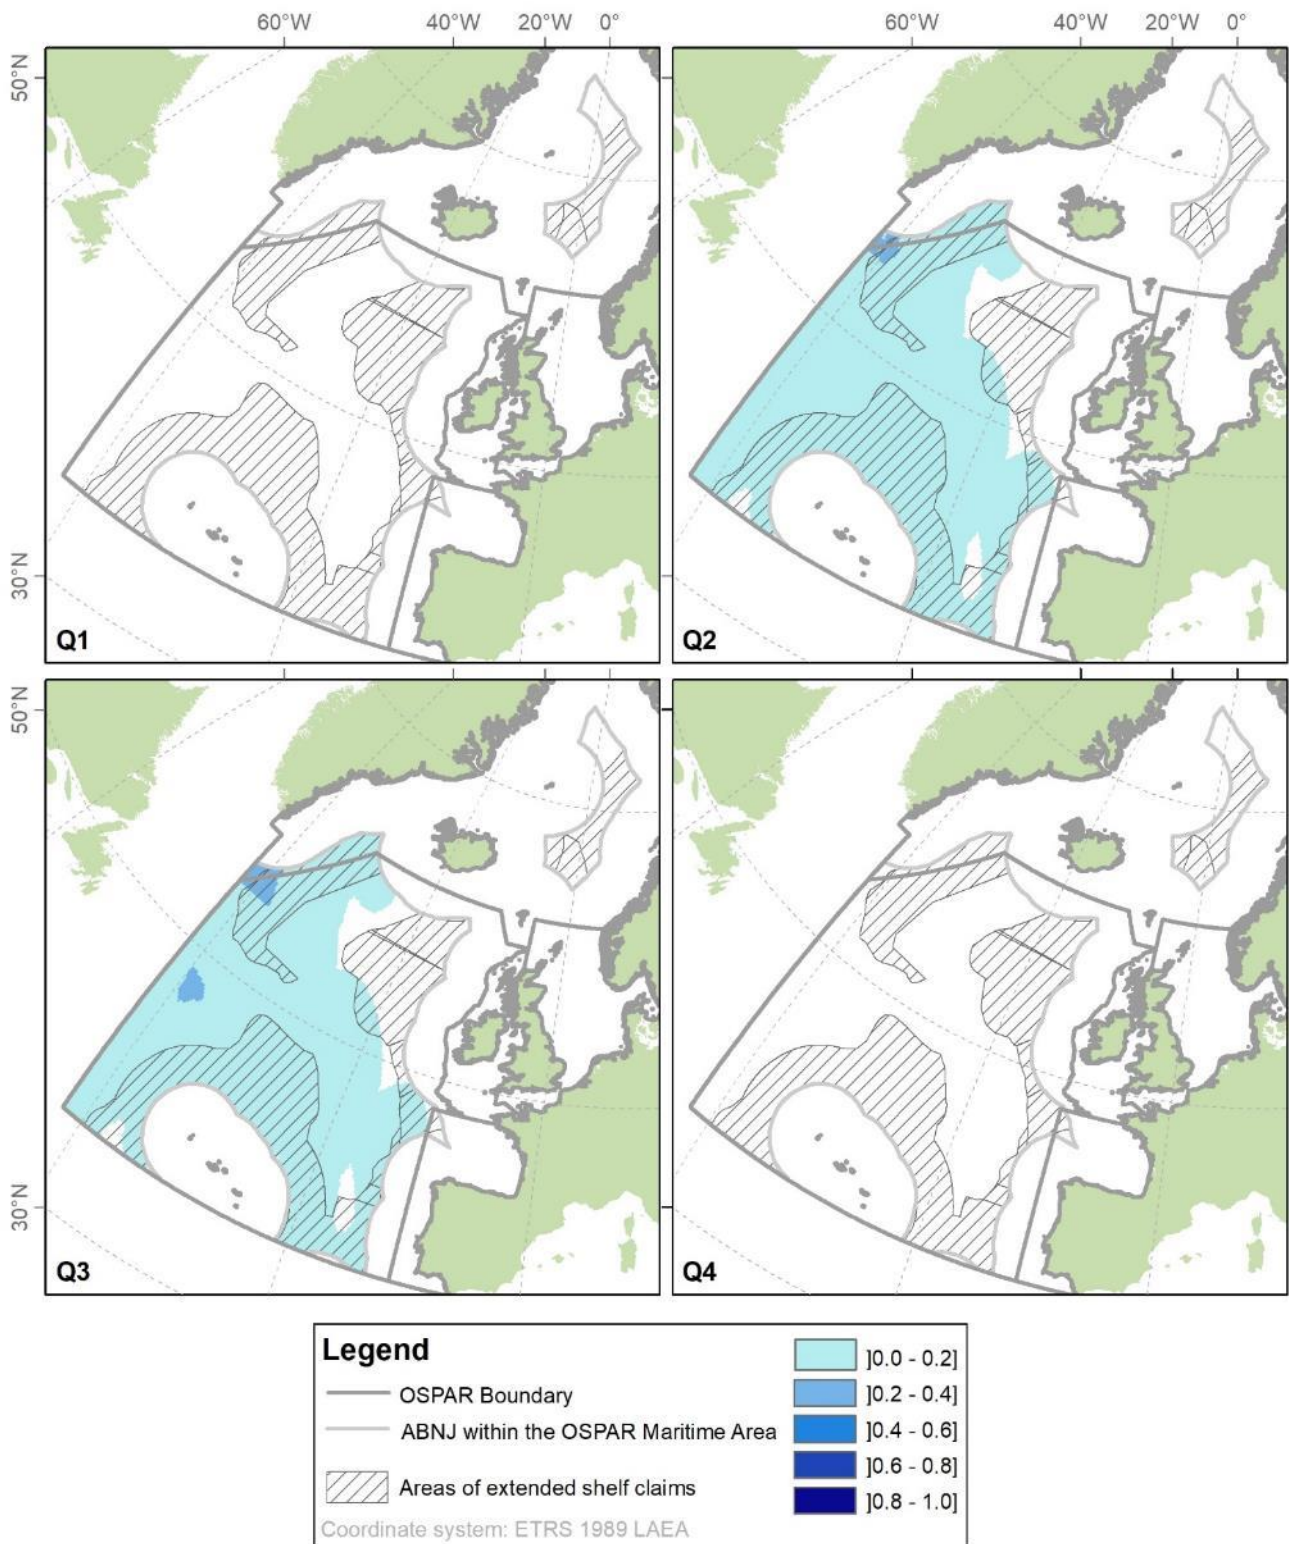 60°W 40°W 20°W 0° 60°W 40°W 20°W 0°
50°N
30°N
Q1 Q2
50°N
30°N
Q3 Q4
Legend
OSPAR Boundary
ABNJ within the OSPAR Maritime Area
Areas of extended shelf claims
Coordinate system: ETRS 1989 LAEA
]0.0 - 0.2]
]0.2 - 0.4]
]0.4 - 0.6]
]0.6 - 0.8]
]0.8 - 1.0]